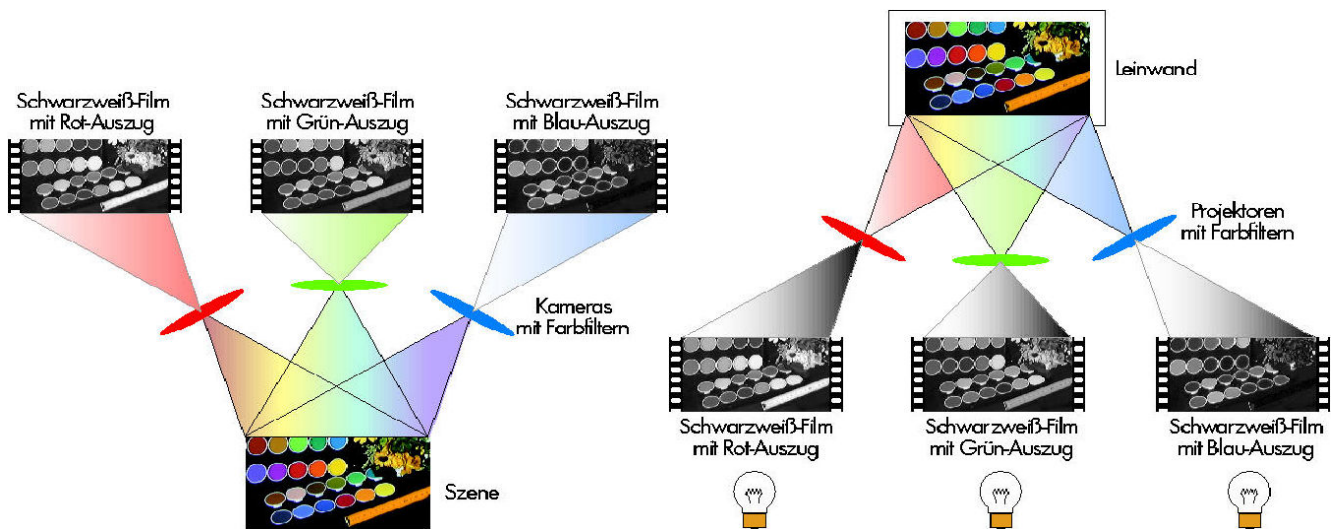 Schwarzweiß-Film
mit Rot-Auszug
Schwarzweiß-Film
mit Grün-Auszug
Schwarzweiß-Film
mit Blau-Auszug
Kameras
mit Farbfiltern
Szene
Leinwand
Projektoren
mit Farbfiltern
Schwarzweiß-Film
mit Rot-Auszug
Schwarzweiß-Film
mit Grün-Auszug
Schwarzweiß-Film
mit Blau-Auszug